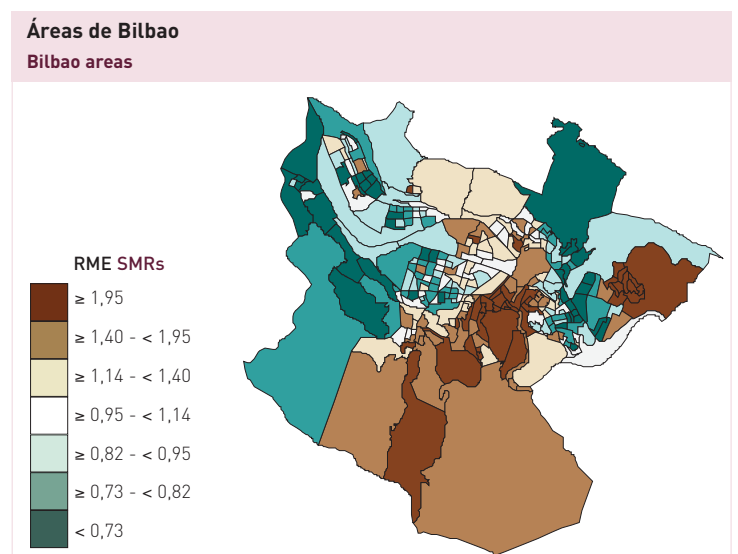 Áreas de Bilbao
Bilbao areas
RME SMRs
≥ 1,95
≥ 1,40 - < 1,95
≥ 1,14 - < 1,40
≥ 0,95 - < 1,14
≥ 0,82 - < 0,95
≥ 0,73 - < 0,82
< 0,73